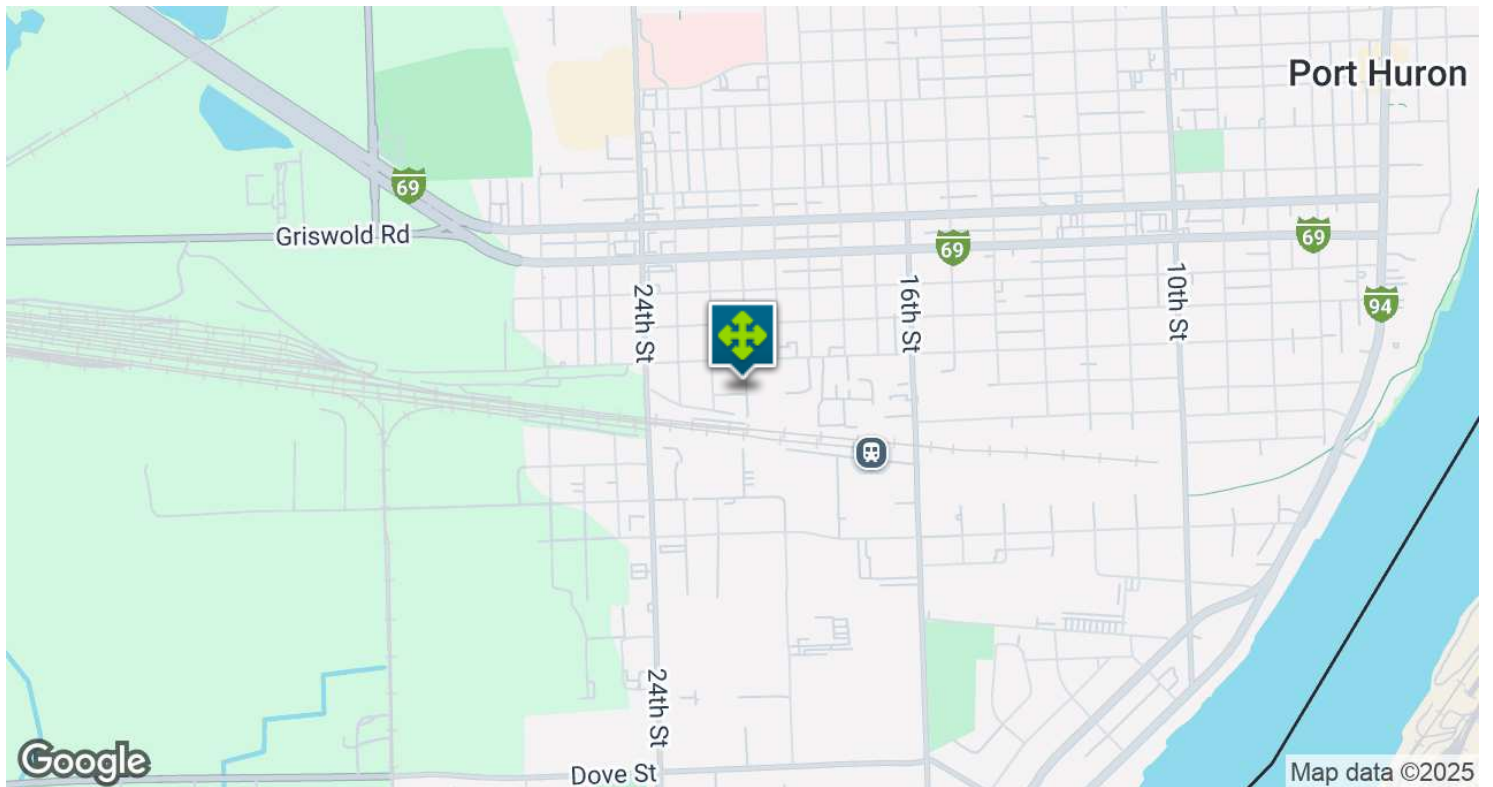 Port Huron
69
Griswold Rd
69
69
24th St
16th St
10th St
94
24th St
Dove St
Google
Map data ©2025